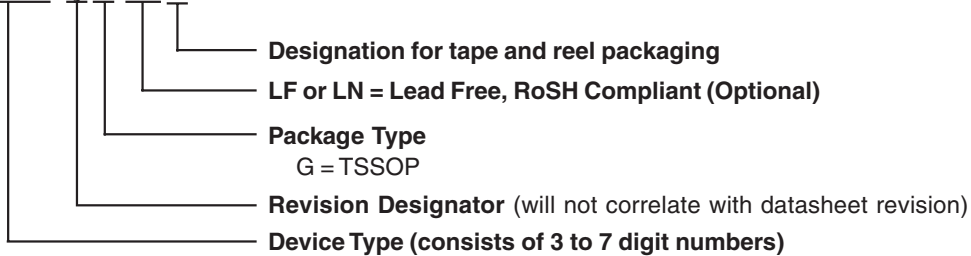 Designation for tape and reel packaging
LF or LN = Lead Free, RoSH Compliant (Optional)
Package Type
G = TSSOP
Revision Designator (will not correlate with datasheet revision)
Device Type (consists of 3 to 7 digit numbers)